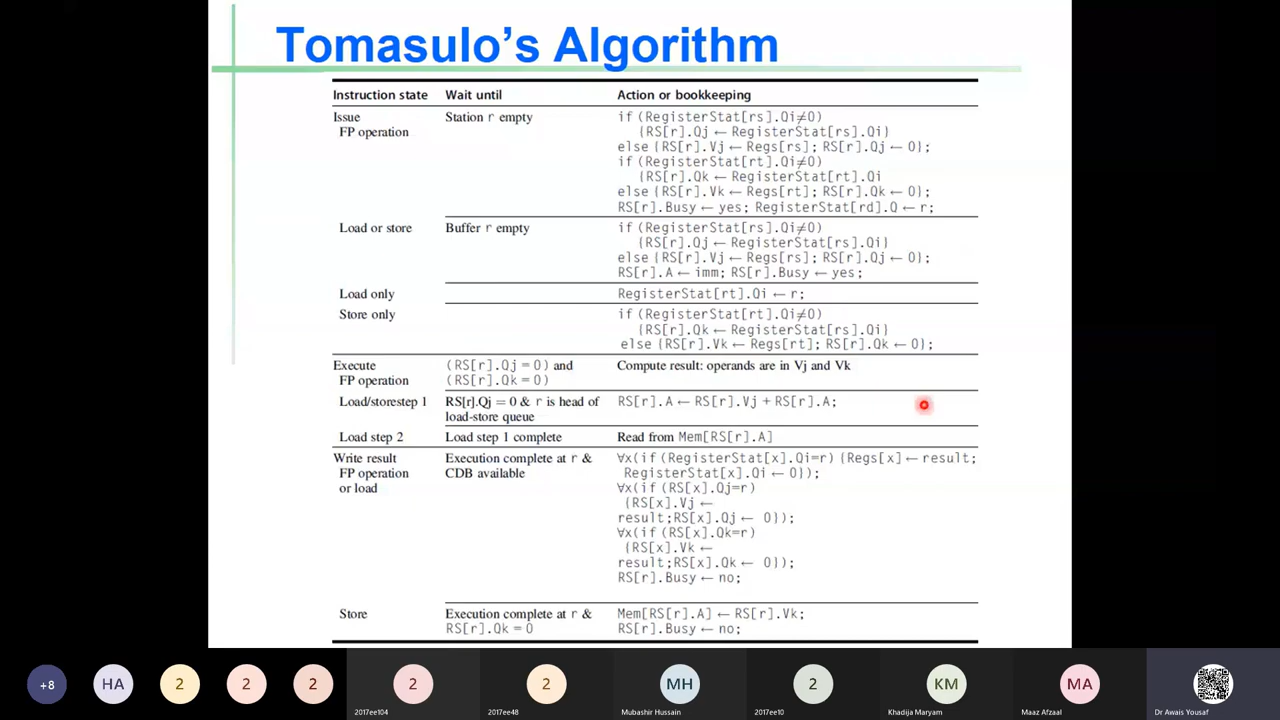 Tomasulo's Algorithm
Instruction state Wait until Action or bookkeeping
Issue Station r empty if (RegisterStat[rs].Qi≠0)
FP operation {RS[r].Qj ← RegisterStat[rs].Qi}
else {RS[r].Vj ← Regs[rs]; RS[r].Qj ← 0};
if (RegisterStat[rt].Qi≠0)
{RS[r].Qk ← RegisterStat[rt].Qi
else {RS[r].Vk ← Regs[rt]; RS[r].Qk ← 0};
RS[r].Busy ← yes; RegisterStat[rd].Q ← r;
Load or store Buffer r empty if (RegisterStat[rs].Qi≠0)
{RS[r].Qj ← RegisterStat[rs].Qi}
else {RS[r].Vj ← Regs[rs]; RS[r].Qj ← 0};
RS[r].A ← imm; RS[r].Busy ← yes;
Load only RegisterStat[rt].Qi ← r;
Store only if (RegisterStat[rt].Qi≠0)
{RS[r].Qk ← RegisterStat[rs].Qi}
else {RS[r].Vk ← Regs[rt]; RS[r].Qk ← 0};
Execute (RS[r].Qj = 0) and Compute result: operands are in Vj and Vk
FP operation (RS[r].Qk = 0)
Load/storestep 1 RS[r].Qj = 0 & r is head of RS[r].A ← RS[r].Vj + RS[r].A;
load-store queue
Load step 2 Load step 1 complete Read from Mem[RS[r].A]
Write result Execution complete at r & ∀x(if (RegisterStat[x].Qi=r) {Regs[x] ← result;
FP operation CDB available RegisterStat[x].Qi ← 0});
or load ∀x(if (RS[x].Qj=r)
{RS[x].Vj ←
result;RS[x].Qj ← 0});
∀x(if (RS[x].Qk=r)
{RS[x].Vk ←
result;RS[x].Qk ← 0});
RS[r].Busy ← no;
Store Execution complete at r & Mem[RS[r].A] ← RS[r].Vk;
RS[r].Qk = 0 RS[r].Busy ← no;
+8 HA 2 2 2 2 2 MH 2 KM MA
2017ee104 2017ee48 Mubashir Hussain 2017ee10 Khadija Maryam Maaz Afzaal Dr Awais Yousaf